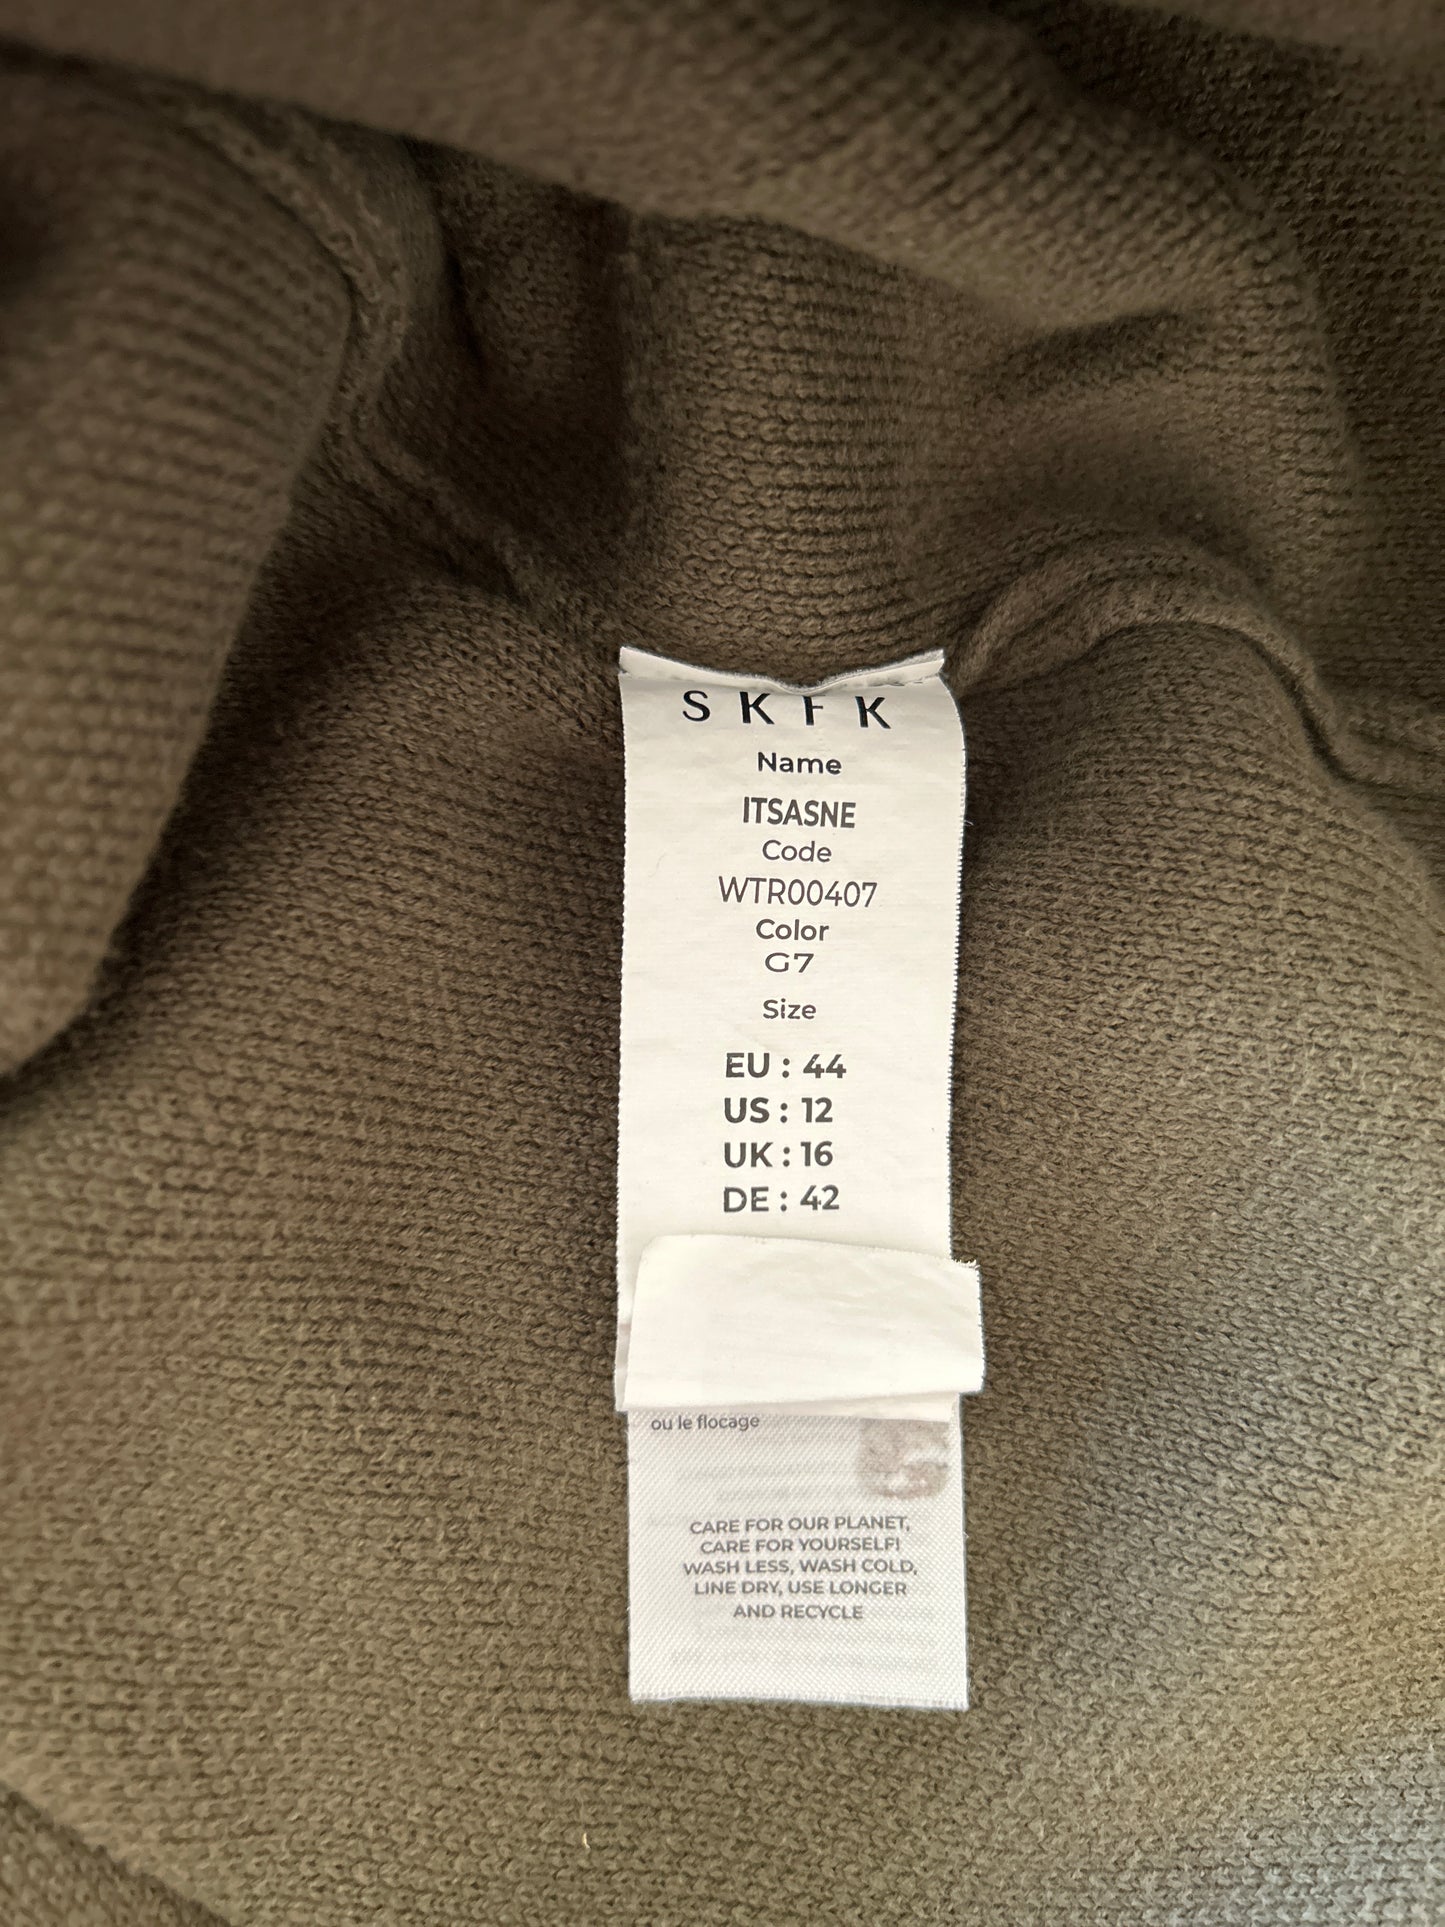 SKFK
Name
ITSASNE
Code
WTR00407
Color
G7
Size
EU : 44
US : 12
UK : 16
DE : 42
ou le flocage
CARE FOR OUR PLANET,
CARE FOR YOURSELF!
WASH LESS, WASH COLD,
LINE DRY, USE LONGER
AND RECYCLE